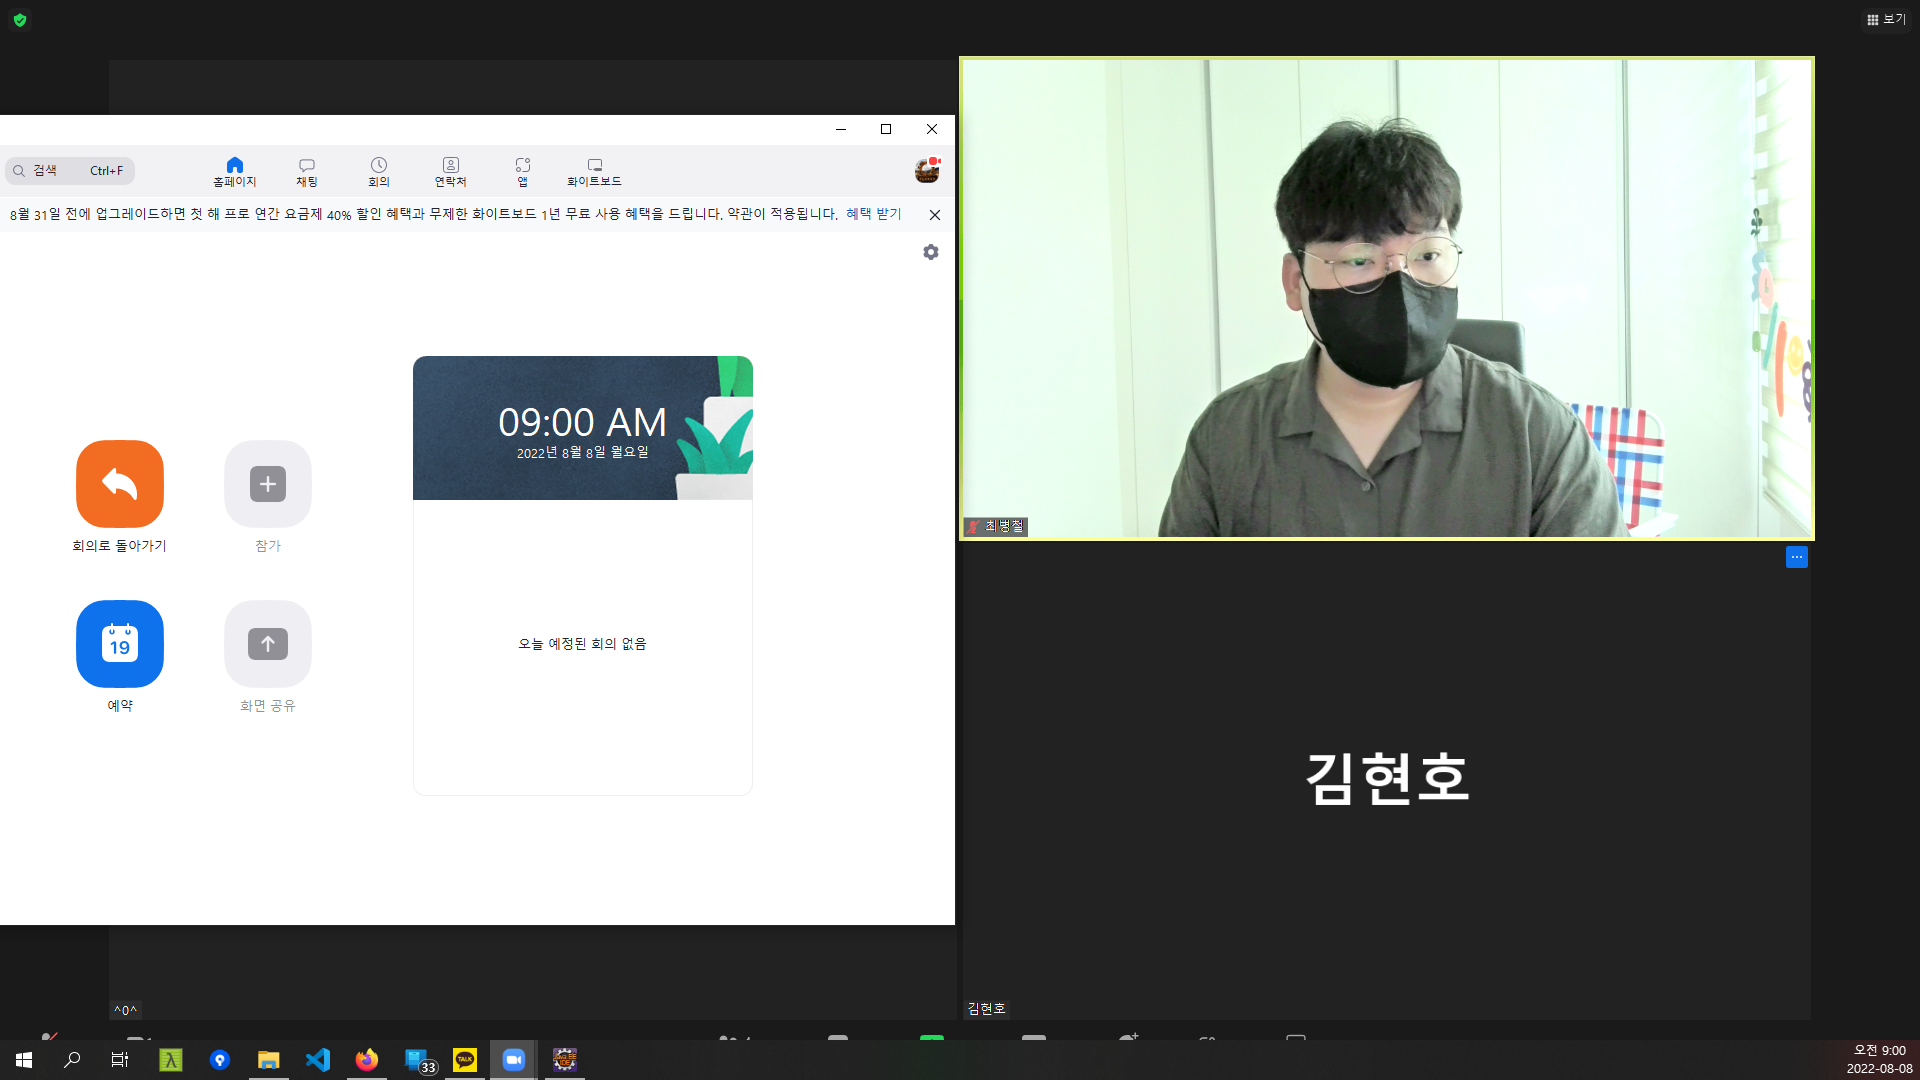 보기
검색 Ctrl+F
홈페이지 채팅 회의 연락처 앱 화이트보드
8월 31일 전에 업그레이드하면 첫 해 프로 연간 요금제 40% 할인 혜택과 무제한 화이트보드 1년 무료 사용 혜택을 드립니다. 약관이 적용됩니다. 혜택 받기
09:00 AM
2022년 8월 8일 월요일
회의로 돌아가기
참가
19
예약
화면 공유
오늘 예정된 회의 없음
최병철
김현호
^0^
김현호
TALK
33
오전 9:00
2022-08-08